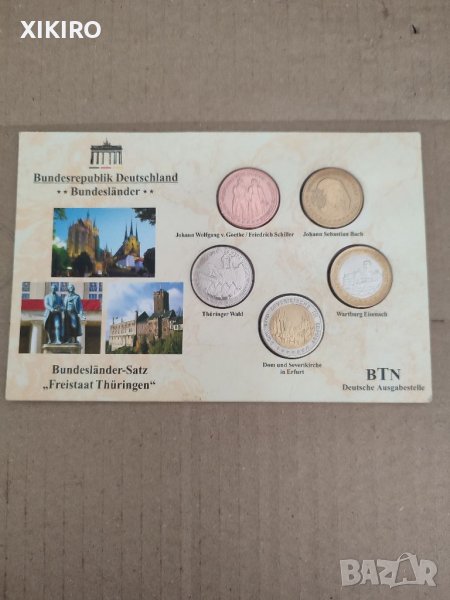 XIKIRO
Bundesrepublik Deutschland
** Bundesländer **
Johann Wolfgang v. Goethe / Friedrich Schiller
Johann Sebastian Bach
Thüringer Wald
Wartburg Eisenach
Dom und Severikirche
in Erfurt
Bundesländer-Satz
„Freistaat Thüringen“
BTN
Deutsche Ausgabestelle
BAZAR